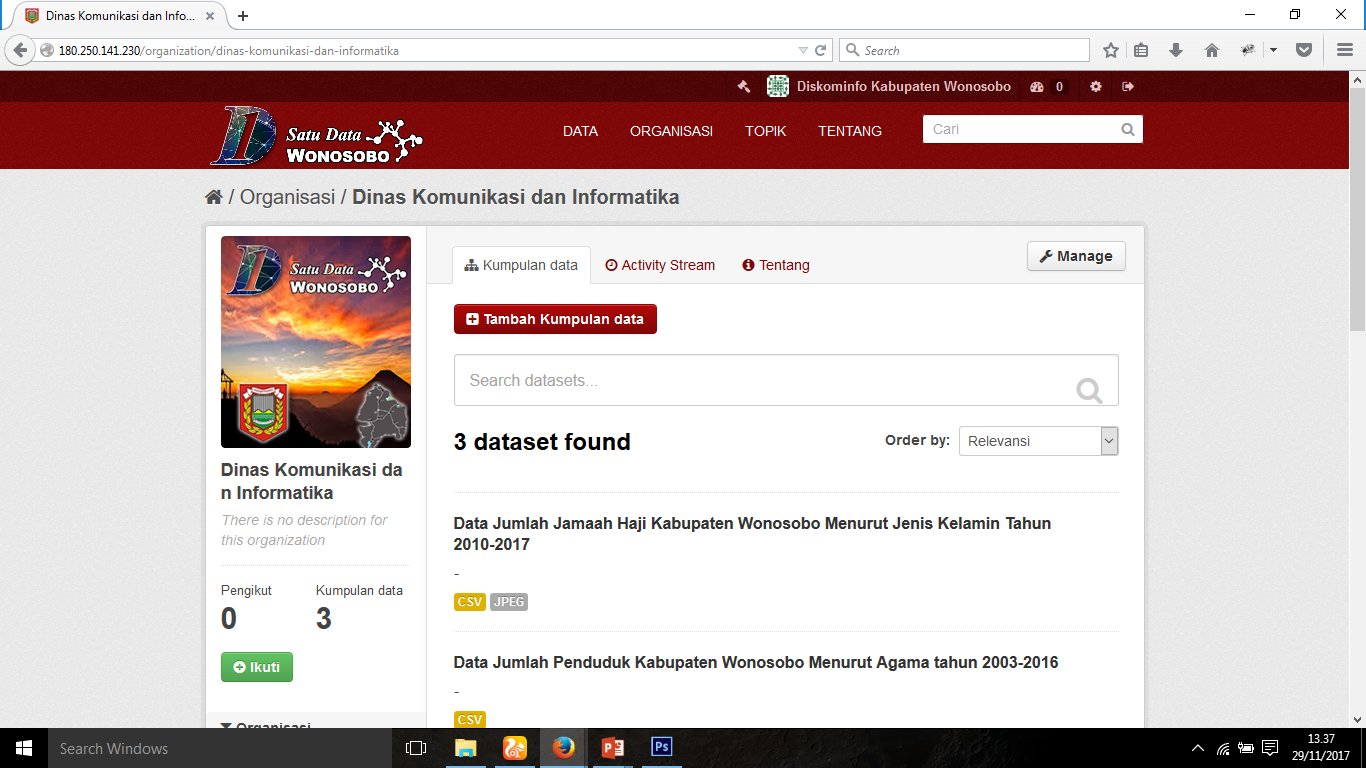 Dinas Komunikasi dan Info...
180.250.141.230/organization/dinas-komunikasi-dan-informatika
Search
Diskominfo Kabupaten Wonosobo
0
Satu Data
WONOSOBO
DATA
ORGANISASI
TOPIK
TENTANG
Cari
/ Organisasi / Dinas Komunikasi dan Informatika
Satu Data
WONOSOBO
Dinas Komunikasi da
n Informatika
There is no description for
this organization
Pengikut
Kumpulan data
0
3
Ikuti
Organisasi
Kumpulan data
Activity Stream
Tentang
Manage
Tambah Kumpulan data
Search datasets...
3 dataset found
Order by:
Relevansi
Data Jumlah Jamaah Haji Kabupaten Wonosobo Menurut Jenis Kelamin Tahun
2010-2017
-
CSV JPEG
Data Jumlah Penduduk Kabupaten Wonosobo Menurut Agama tahun 2003-2016
-
CSV
Search Windows
Ps
13.37
29/11/2017